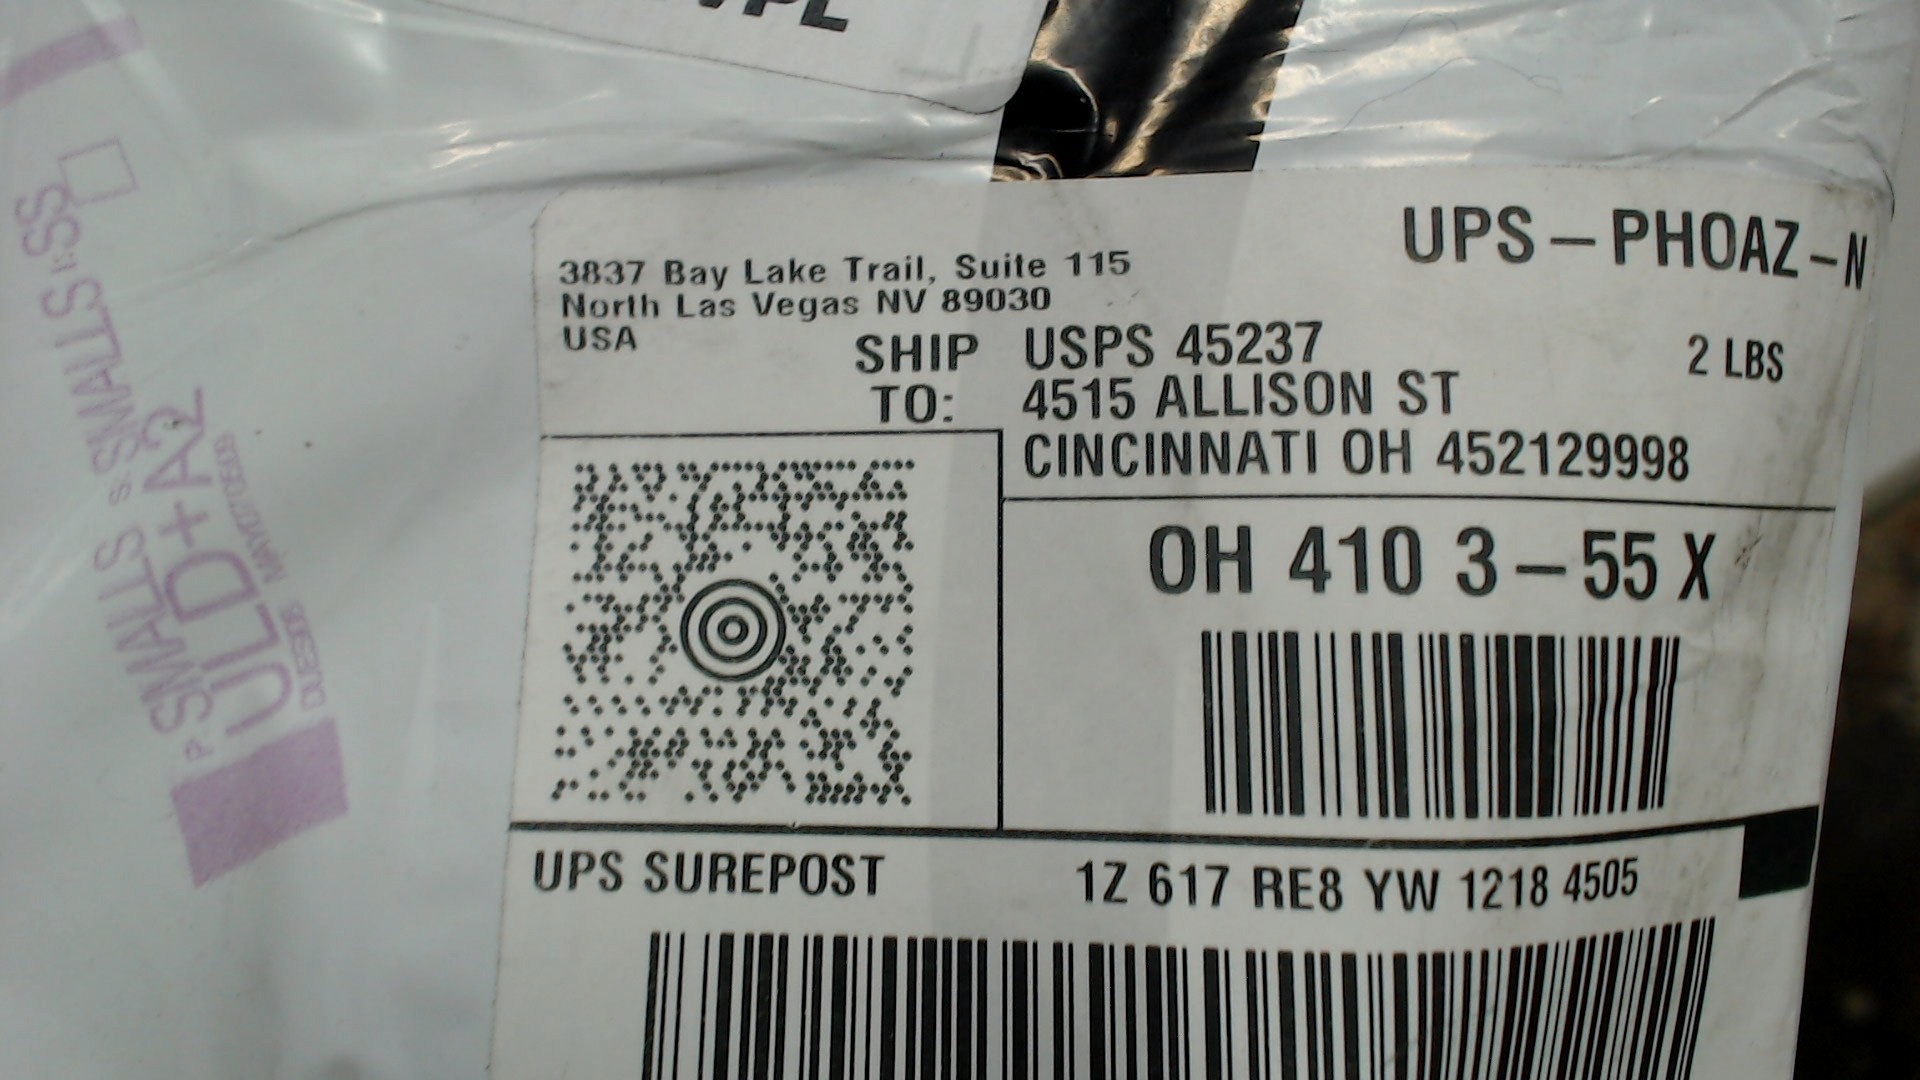 UPS - PHOAZ - N
3837 Bay Lake Trail, Suite 115
North Las Vegas NV 89030
USA
2 LBS
SHIP TO:
USPS 45237
4515 ALLISON ST
CINCINNATI OH 452129998
OH 410 3 - 55 X
UPS SUREPOST
1Z 617 RE8 YW 1218 4505
P: SMALLS S: SMALLS I: SS
ULD+A2